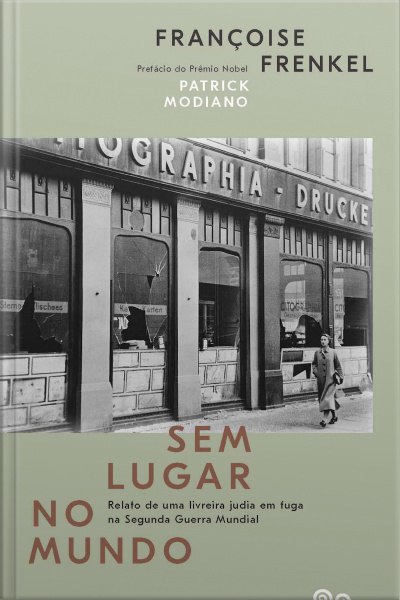 FRANÇOISE
FRENKEL
Prefácio do Prêmio Nobel
PATRICK
MODIANO
TOGRAPHIA - DRUCKE
SEM
LUGAR
NO
MUNDO
Relato de uma livreira judia em fuga
na Segunda Guerra Mundial